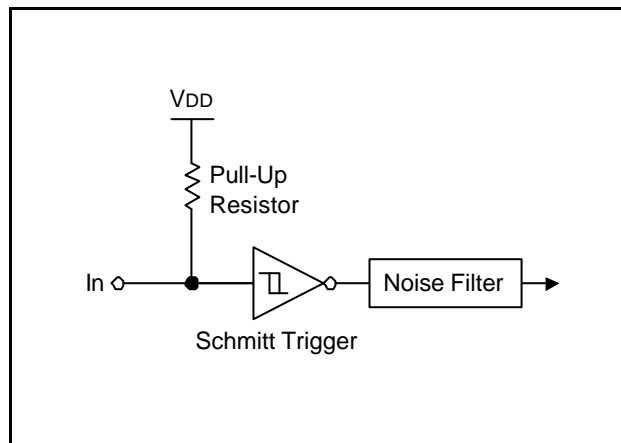 VDD
Pull-Up
Resistor
In
Noise Filter
Schmitt Trigger